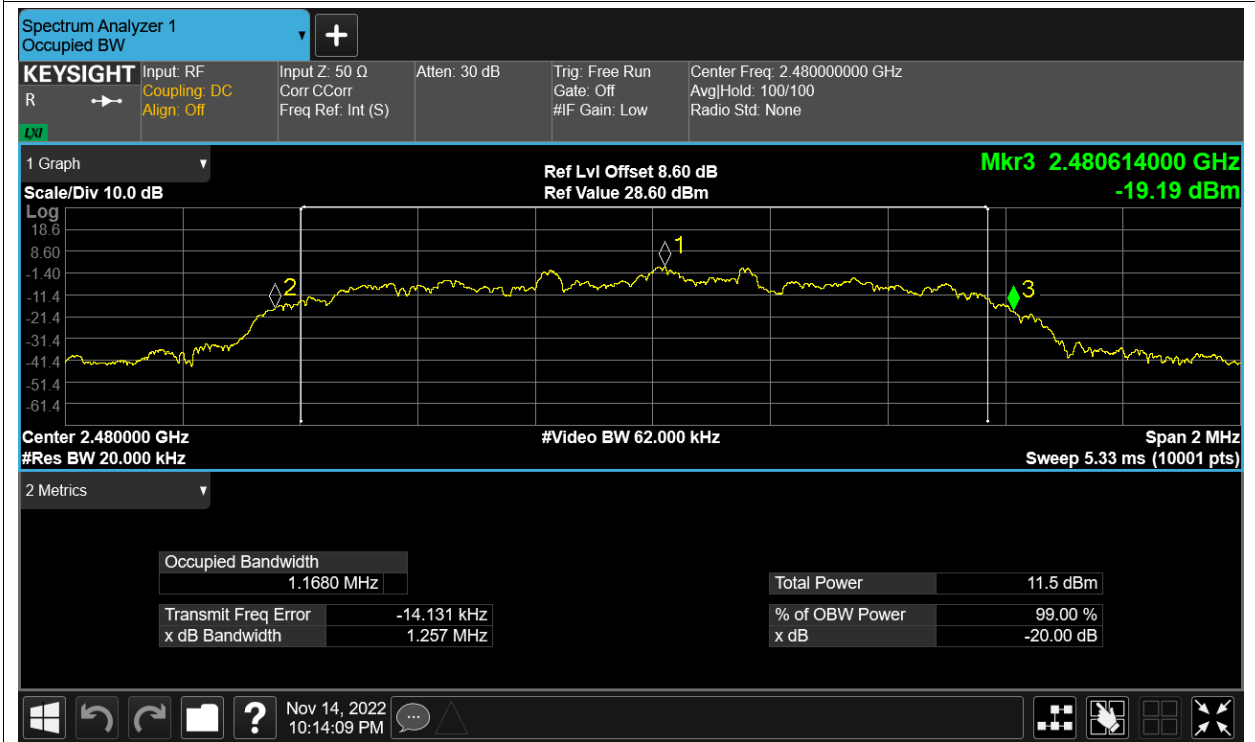 Spectrum Analyzer 1
Occupied BW
+
KEYSIGHT
R
LXI
Input: RF
Coupling: DC
Align: Off
Input Z: 50 Ω
Corr CCorr
Freq Ref: Int (S)
Atten: 30 dB
Trig: Free Run
Gate: Off
#IF Gain: Low
Center Freq: 2.480000000 GHz
Avg|Hold: 100/100
Radio Std: None
1 Graph
Scale/Div 10.0 dB
Ref Lvl Offset 8.60 dB
Ref Value 28.60 dBm
Mkr3 2.480614000 GHz
-19.19 dBm
Log
18.6
8.60
-1.40
-11.4
-21.4
-31.4
-41.4
-51.4
-61.4
1
2
3
Center 2.480000 GHz
#Res BW 20.000 kHz
#Video BW 62.000 kHz
Span 2 MHz
Sweep 5.33 ms (10001 pts)
2 Metrics
Occupied Bandwidth
1.1680 MHz
Transmit Freq Error -14.131 kHz
x dB Bandwidth 1.257 MHz
Total Power 11.5 dBm
% of OBW Power 99.00 %
x dB -20.00 dB
?
Nov 14, 2022
10:14:09 PM